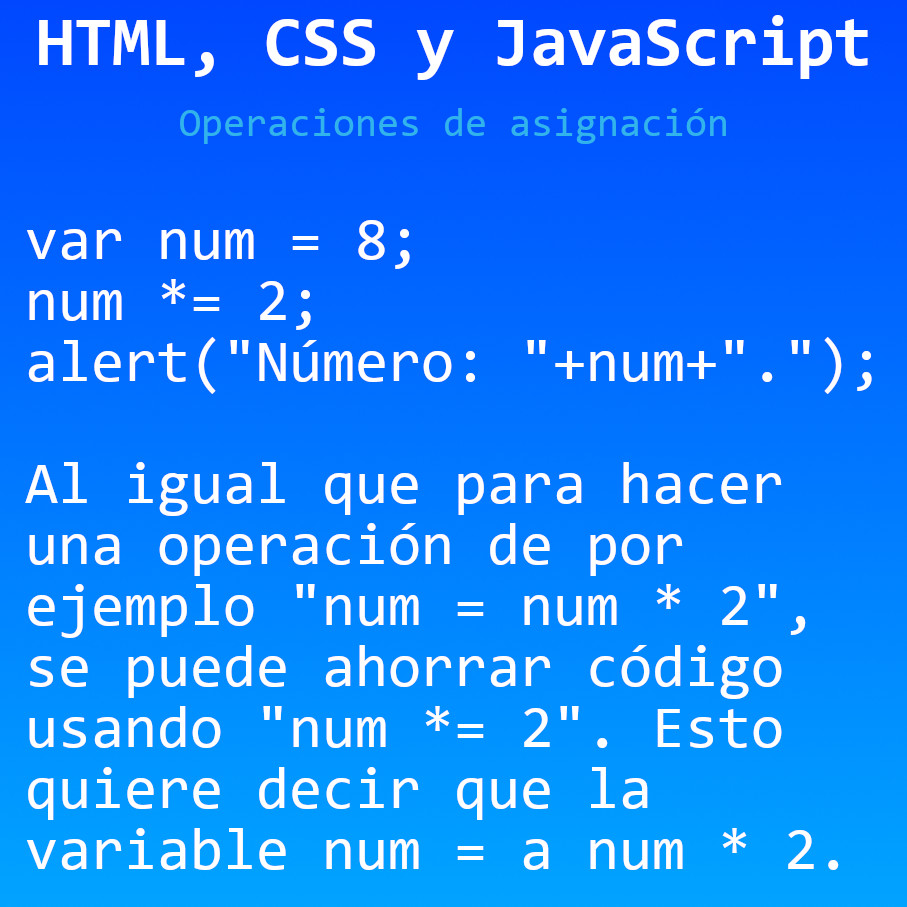 HTML, CSS y JavaScript
Operaciones de asignación
var num = 8;
num *= 2;
alert("Número: "+num+".");
Al igual que para hacer
una operación de por
ejemplo "num = num * 2",
se puede ahorrar código
usando "num *= 2". Esto
quiere decir que la
variable num = a num * 2.